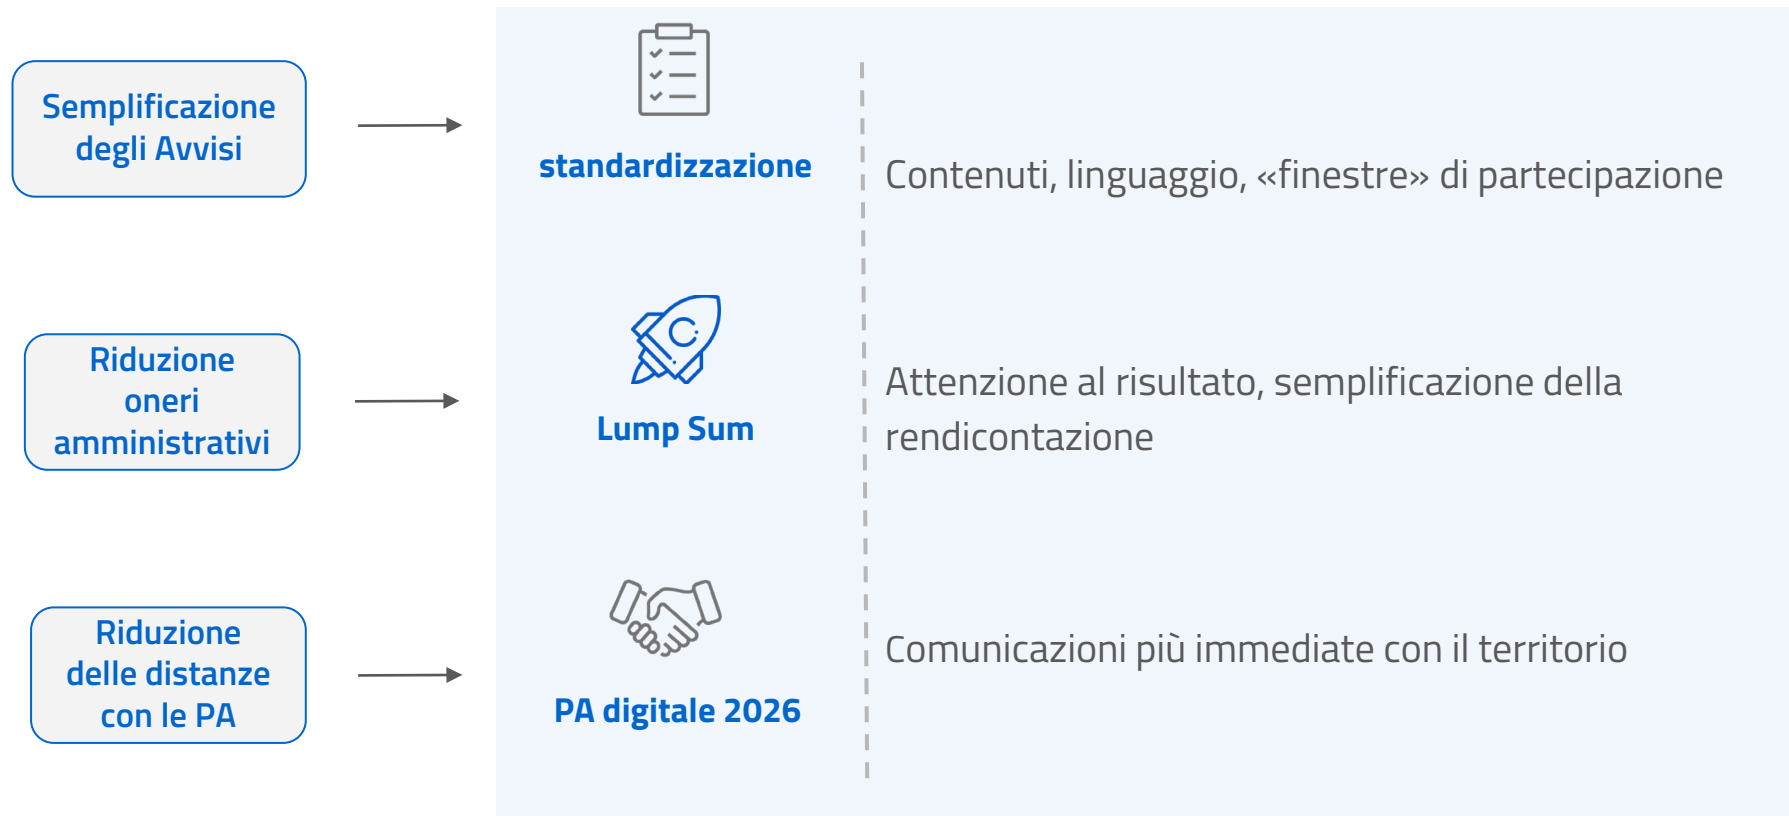 Semplificazione
degli Avvisi
standardizzazione
Contenuti, linguaggio, «finestre» di partecipazione
Riduzione
oneri
amministrativi
Lump Sum
Attenzione al risultato, semplificazione della
rendicontazione
Riduzione
delle distanze
con le PA
PA digitale 2026
Comunicazioni più immediate con il territorio